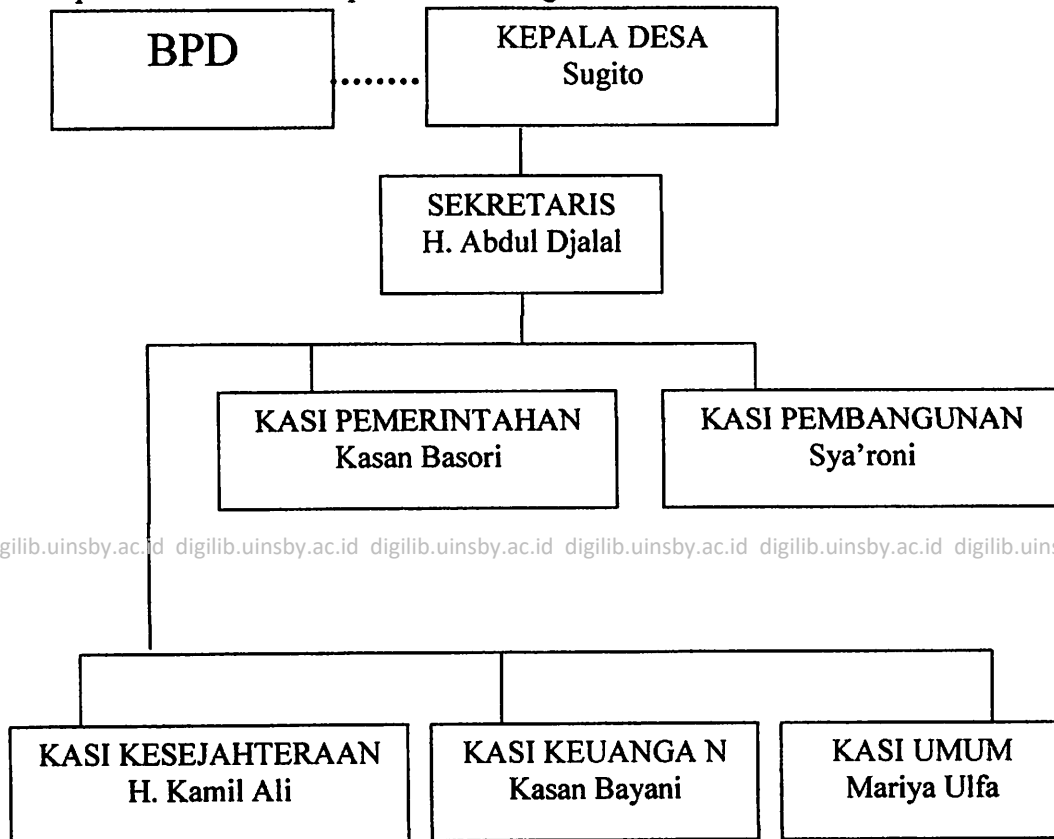 BPD
KEPALA DESA
Sugito
SEKRETARIS
H. Abdul Djalal
KASI PEMERINTAHAN
Kasan Basori
KASI PEMBANGUNAN
Sya'roni
gilib.uinsby.ac.id digilib.uinsby.ac.id digilib.uinsby.ac.id digilib.uinsby.ac.id digilib.uinsby.ac.id digilib.uins
KASI KESEJAHTERAAN
H. Kamil Ali
KASI KEUANGA N
Kasan Bayani
KASI UMUM
Mariya Ulfa